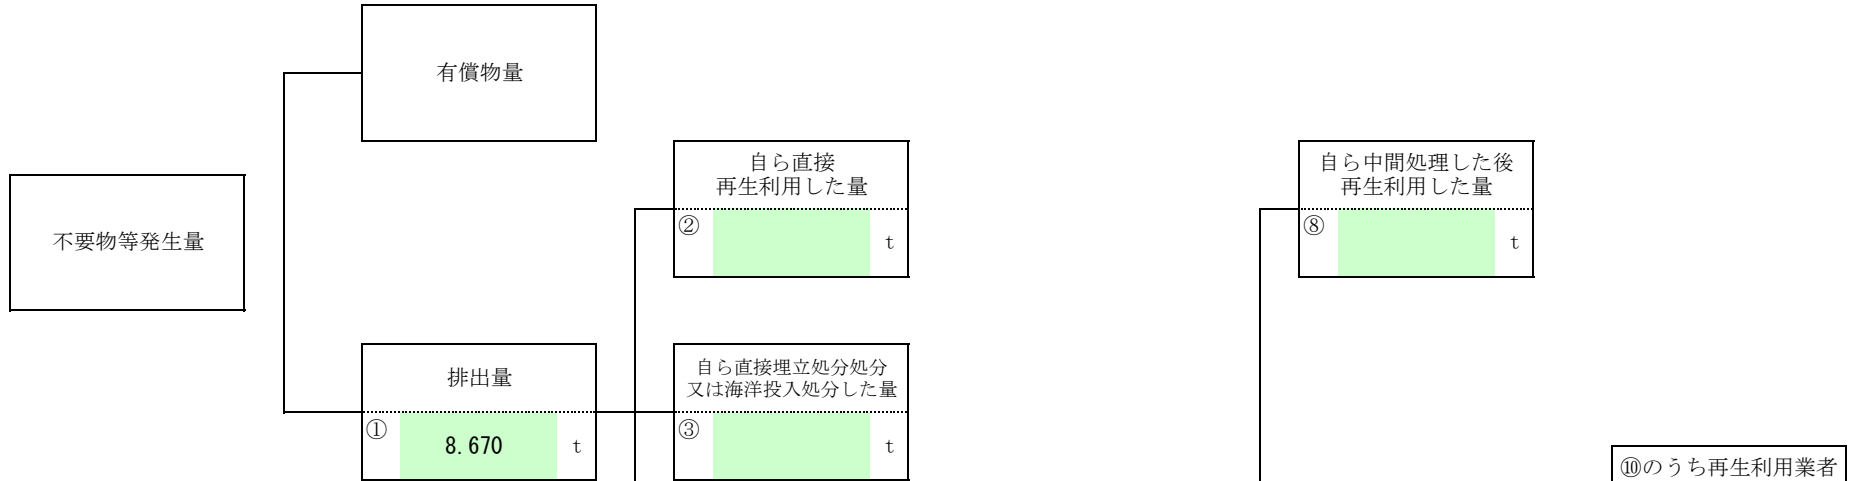 有償物量
自ら直接
再生利用した量
②
t
自ら中間処理した後
再生利用した量
⑧
t
不要物等発生量
排出量
①
8.670
t
自ら直接埋立処分処分
又は海洋投入処分した量
③
t
⑩のうち再生利用業者